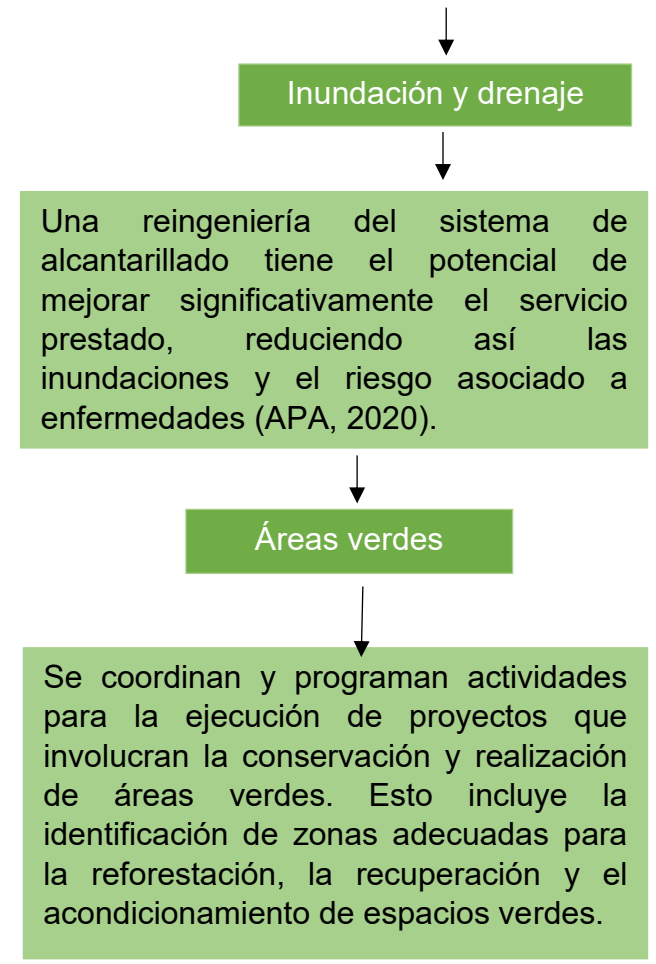 Inundación y drenaje
Una reingeniería del sistema de
alcantarillado tiene el potencial de
mejorar significativamente el servicio
prestado, reduciendo así las
inundaciones y el riesgo asociado a
enfermedades (APA, 2020).
Áreas verdes
Se coordinan y programan actividades
para la ejecución de proyectos que
involucran la conservación y realización
de áreas verdes. Esto incluye la
identificación de zonas adecuadas para
la reforestación, la recuperación y el
acondicionamiento de espacios verdes.